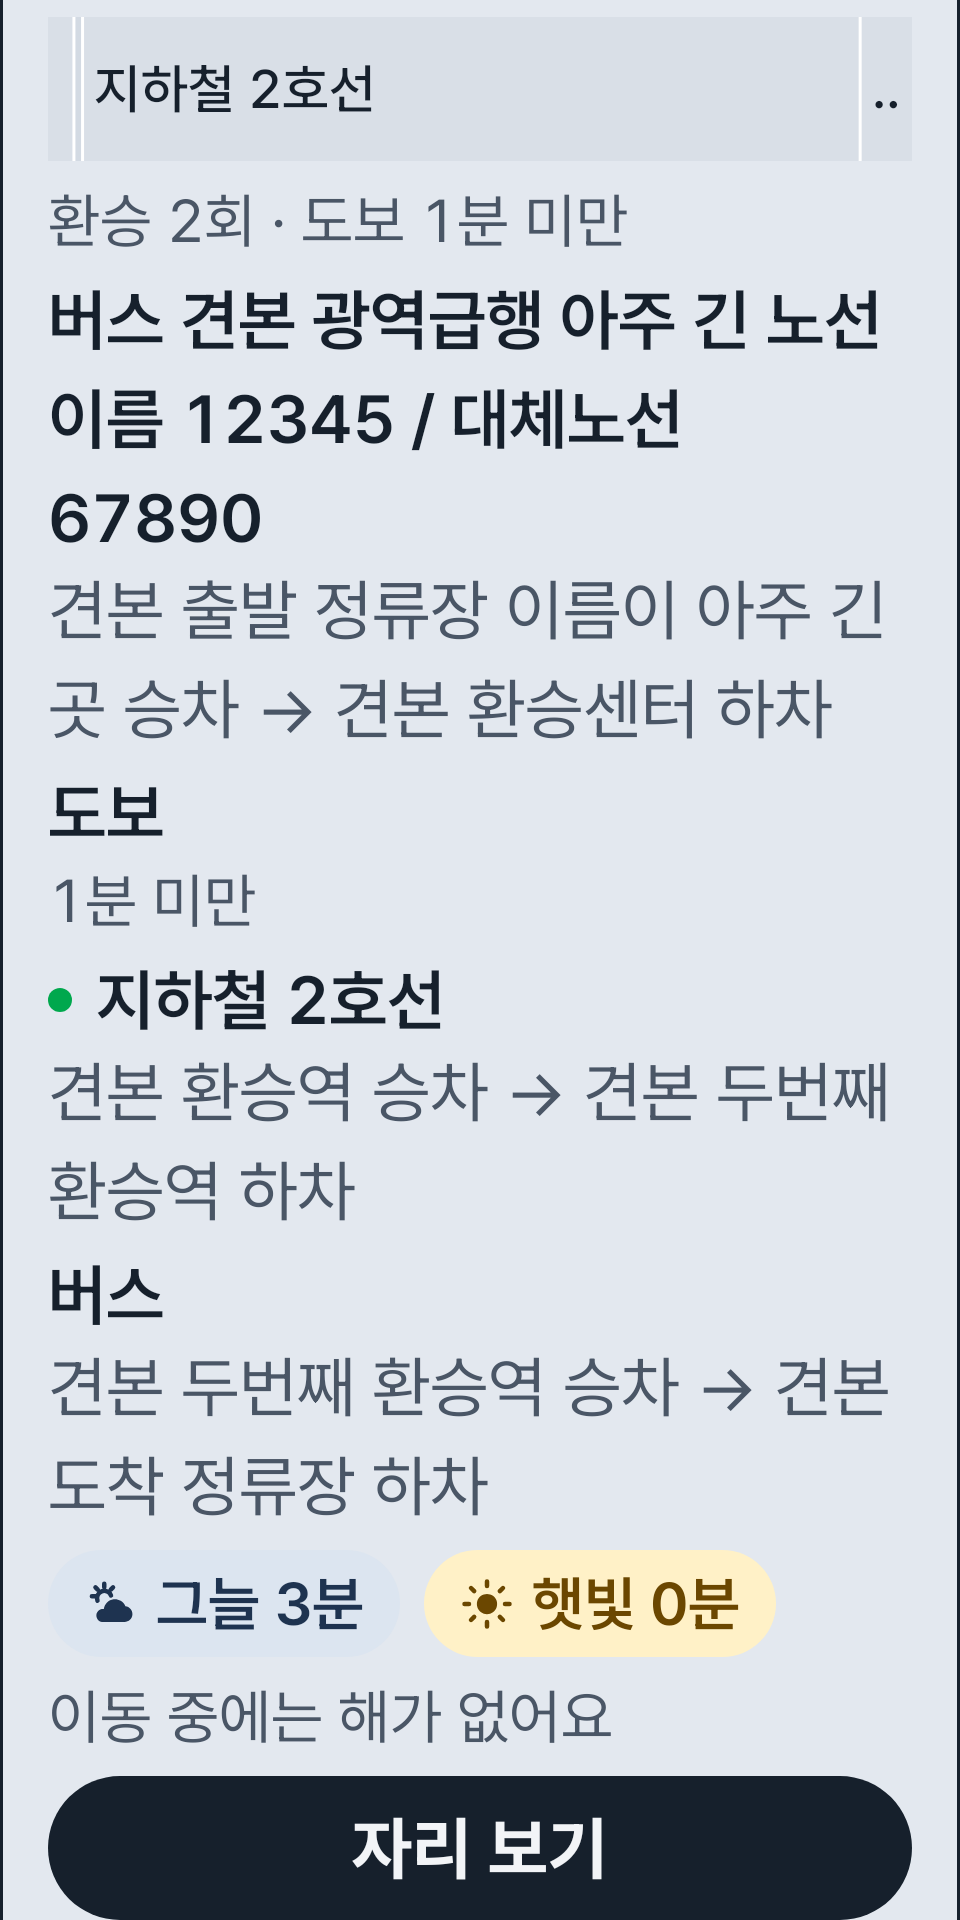 지하철 2호선
..
환승 2회 · 도보 1분 미만
버스 견본 광역급행 아주 긴 노선
이름 12345 / 대체노선
67890
견본 출발 정류장 이름이 아주 긴
곳 승차 → 견본 환승센터 하차
도보
1분 미만
지하철 2호선
견본 환승역 승차 → 견본 두번째
환승역 하차
버스
견본 두번째 환승역 승차 → 견본
도착 정류장 하차
그늘 3분
햇빛 0분
이동 중에는 해가 없어요
자리 보기